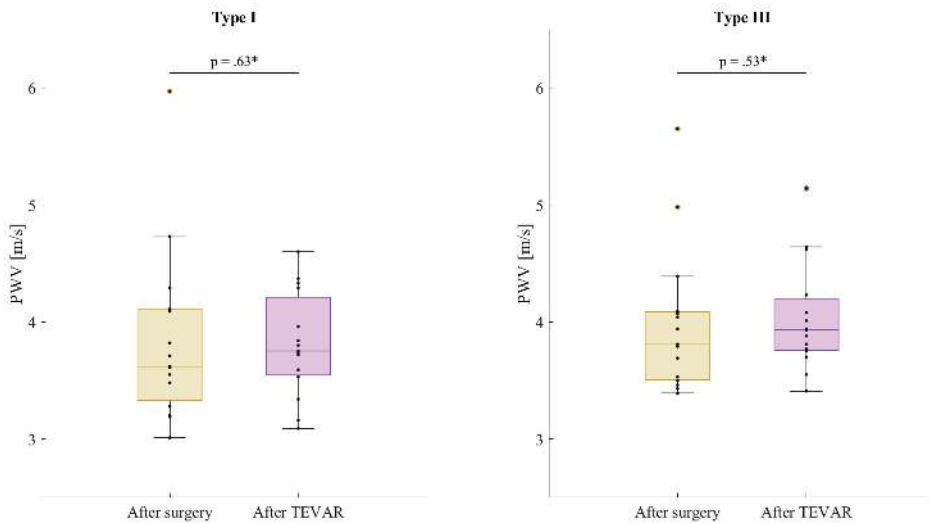 Type I
p = .63*
6
5
4
3
PWV [m/s]
After surgery
After TEVAR
Type III
p = .53*
6
5
4
3
PWV [m/s]
After surgery
After TEVAR